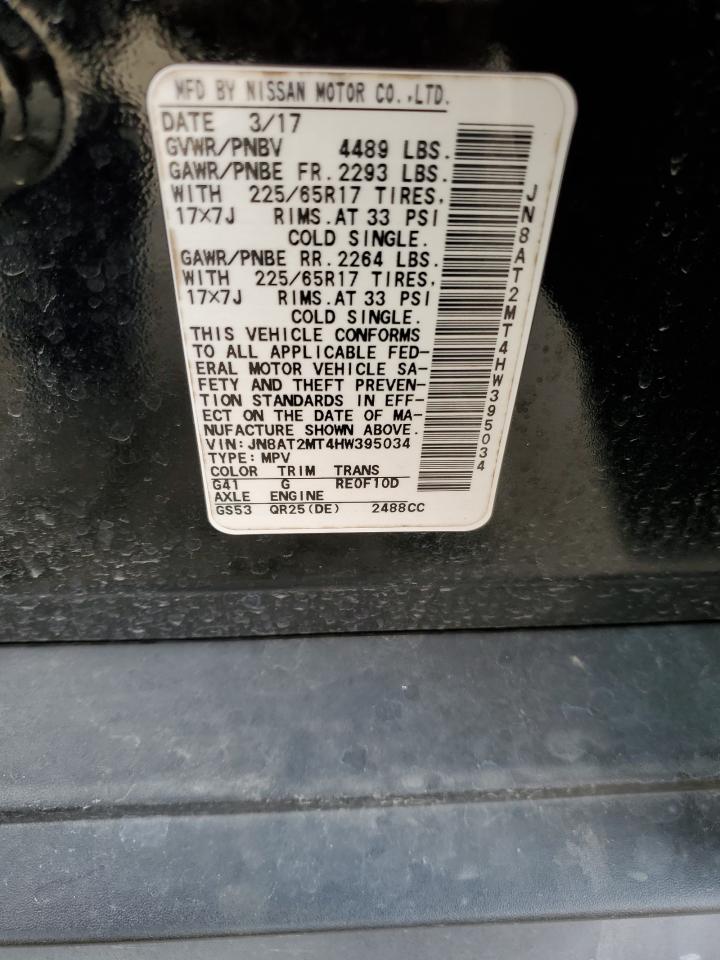 MFD BY NISSAN MOTOR CO.,LTD.
DATE 3/17
GVWR/PNBV 4489 LBS.
GAWR/PNBE FR. 2293 LBS.
WITH 225/65R17 TIRES,
17×7J RIMS.AT 33 PSI
COLD SINGLE.
GAWR/PNBE RR. 2264 LBS.
WITH 225/65R17 TIRES,
17×7J RIMS.AT 33 PSI
COLD SINGLE.
THIS VEHICLE CONFORMS
TO ALL APPLICABLE FED-
ERAL MOTOR VEHICLE SA-
FETY AND THEFT PREVEN-
TION STANDARDS IN EFF-
ECT ON THE DATE OF MA-
NUFACTURE SHOWN ABOVE.
VIN:JN8AT2MT4HW395034
TYPE:MPV
COLOR TRIM TRANS
G41 G RE0F10D
AXLE ENGINE
GS53 QR25(DE) 2488CC
JN8AT2MT4HW395034